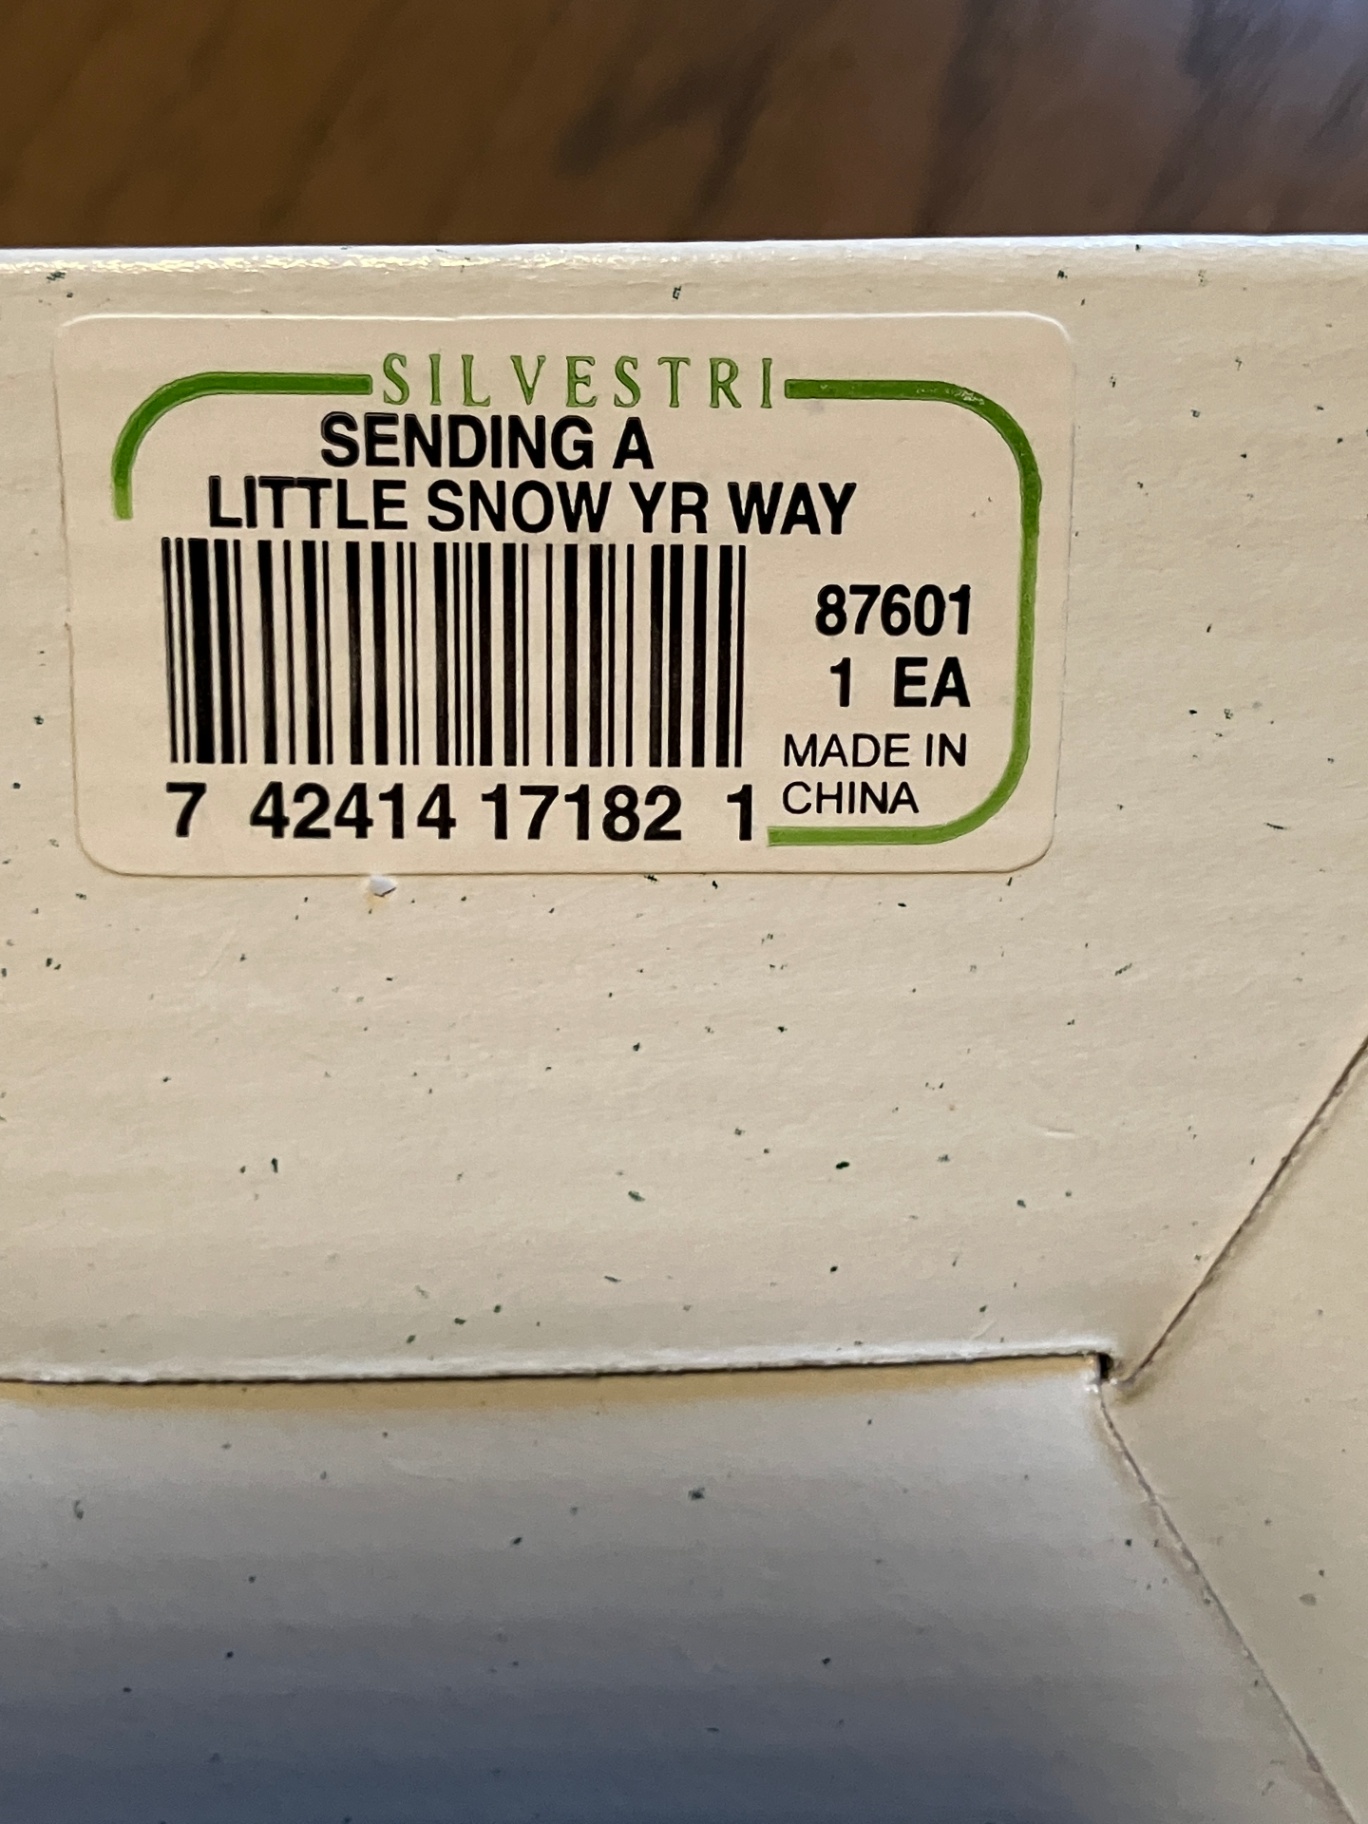 SILVESTRI
SENDING A
LITTLE SNOW YR WAY
87601
1 EA
MADE IN
CHINA
7 42414 17182 1